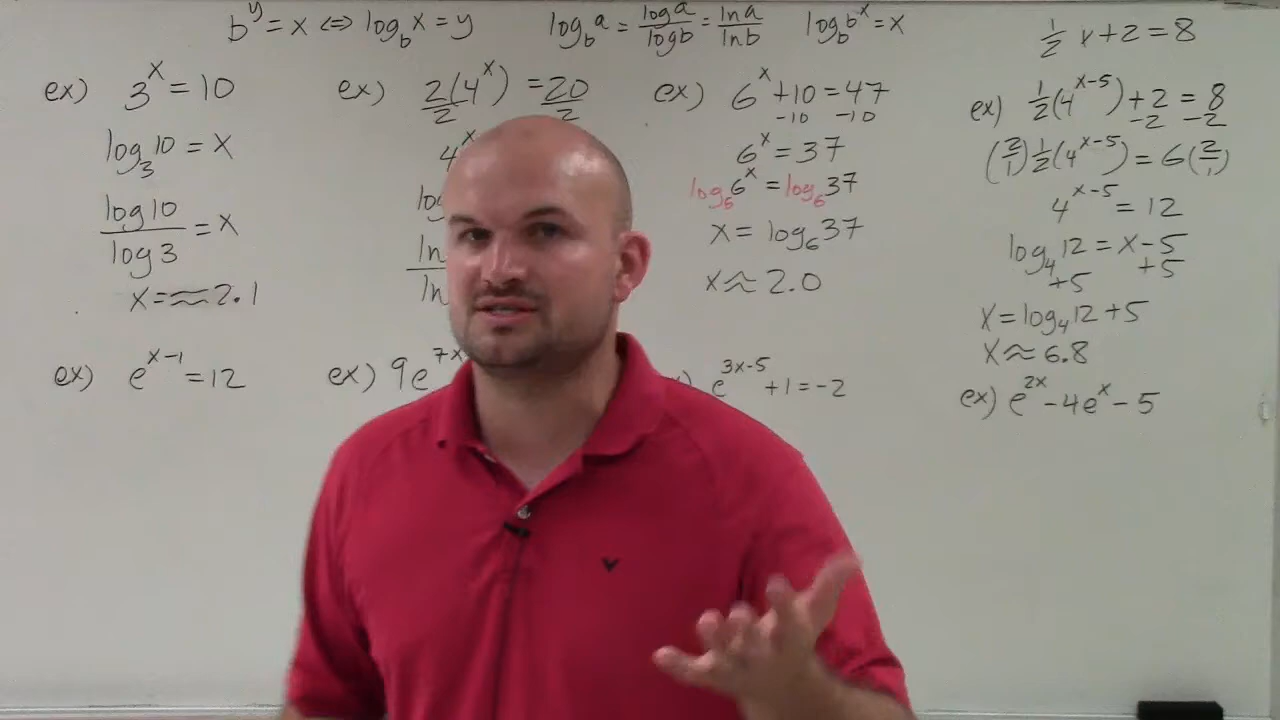 b^y = x ⇔ log_b x = y
log_b a = log a / log b = ln a / ln b
log_b b^x = x
1/2 x + 2 = 8
ex) 3^x = 10
log_3 10 = x
log 10 / log 3 = x
x = ≈ 2.1
ex) 2(4^x) / 2 = 20 / 2
4^x
log
ln
ln
ex) 6^x + 10 = 47
-10 -10
6^x = 37
log_6 6^x = log_6 37
x = log_6 37
x ≈ 2.0
ex) 1/2(4^(x-5)) + 2 = 8
-2 -2
(2/1) 1/2(4^(x-5)) = 6(2/1)
4^(x-5) = 12
log_4 12 = x - 5
+5 +5
x = log_4 12 + 5
x ≈ 6.8
ex) e^(x-1) = 12
ex) 9e^(7x
) e^(3x-5) + 1 = -2
ex) e^(2x) - 4e^x - 5